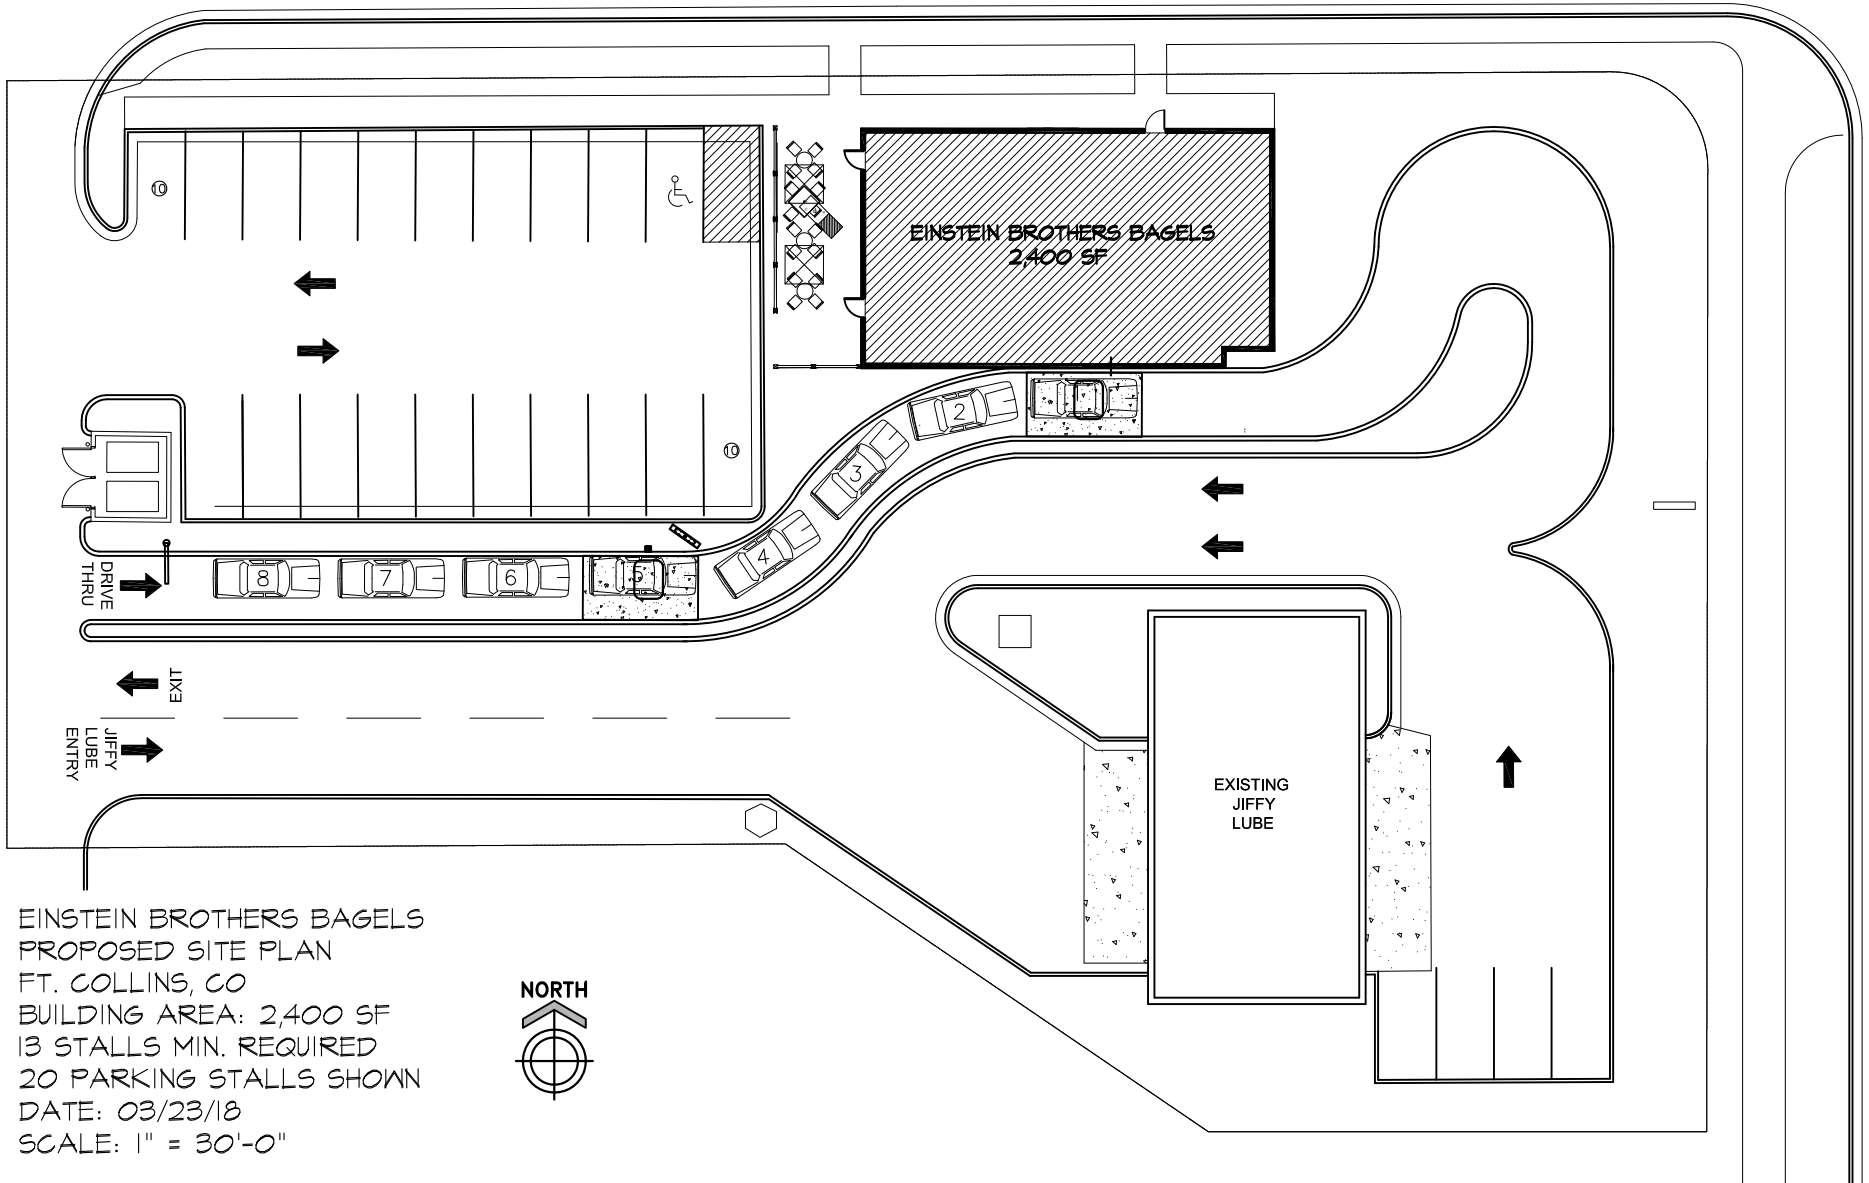 10
EINSTEIN BROTHERS BAGELS
2,400 SF
2
3
10
4
8
7
6
5
DRIVE
THRU
EXIT
JIFFY
LUBE
ENTRY
EXISTING
JIFFY
LUBE
EINSTEIN BROTHERS BAGELS
PROPOSED SITE PLAN
FT. COLLINS, CO
BUILDING AREA: 2,400 SF
13 STALLS MIN. REQUIRED
20 PARKING STALLS SHOWN
DATE: 03/23/18
SCALE: 1" = 30'-0"
NORTH